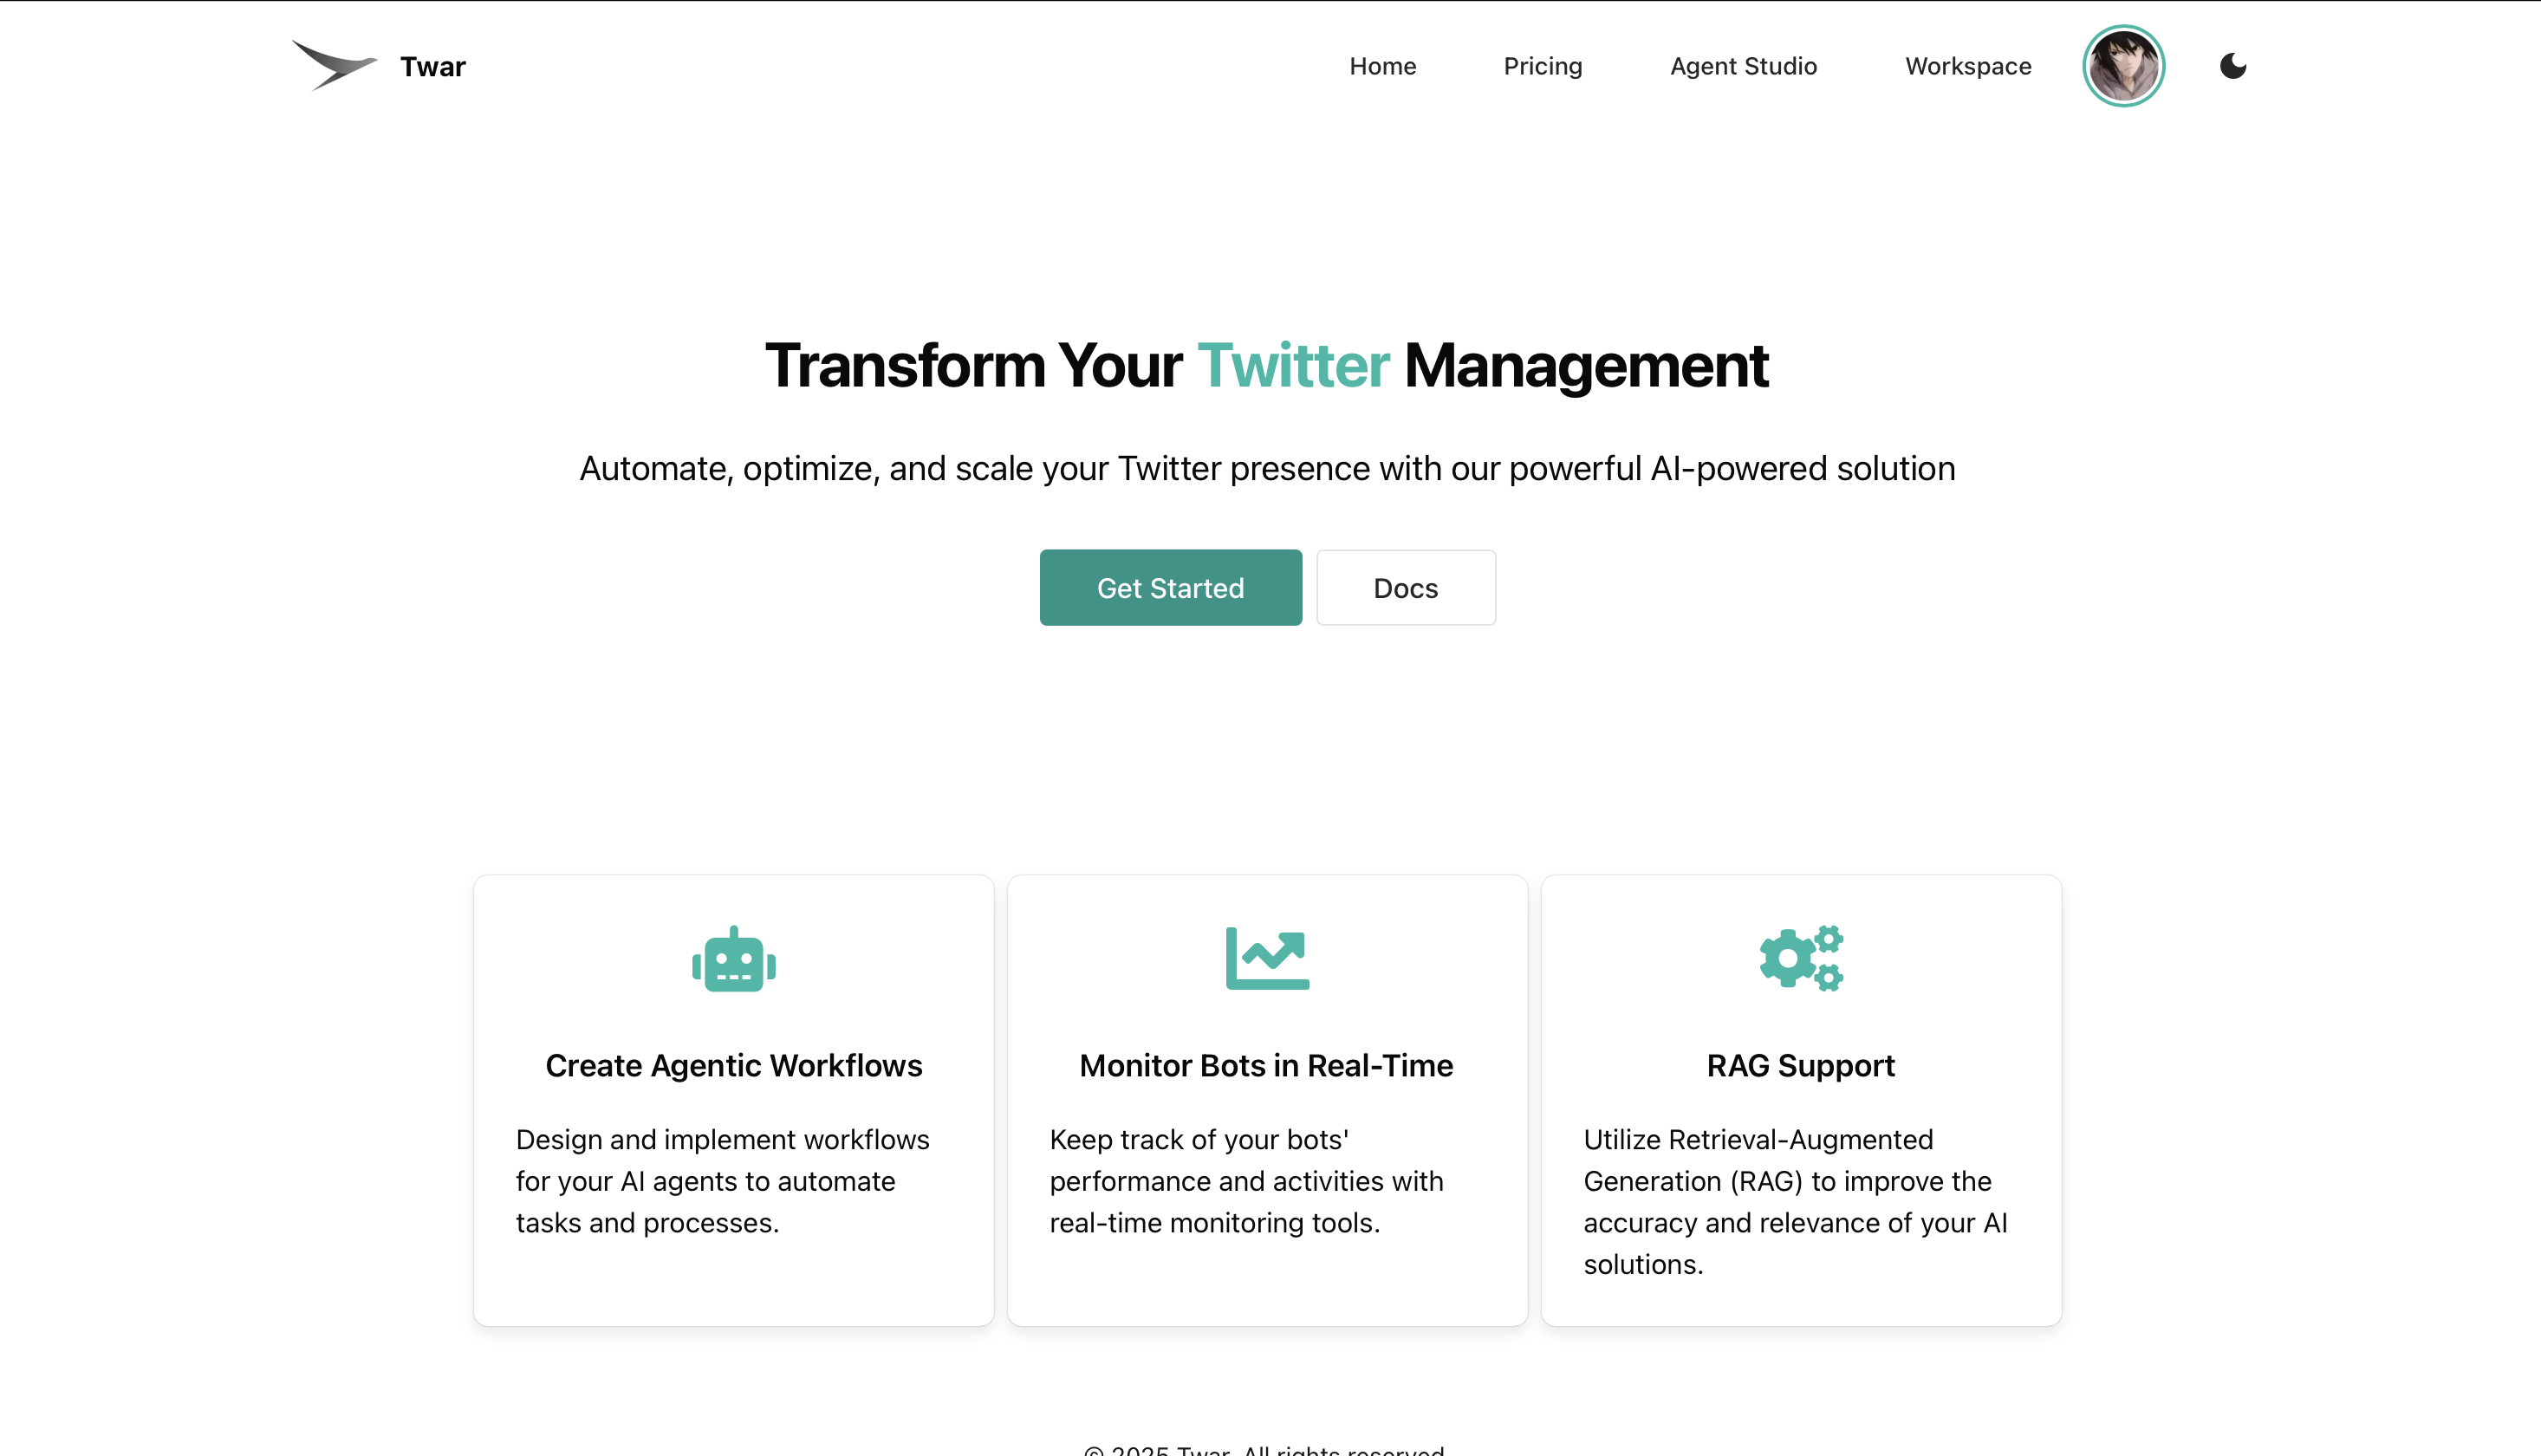 Twar
Home
Pricing
Agent Studio
Workspace
Transform Your Twitter Management
Automate, optimize, and scale your Twitter presence with our powerful AI-powered solution
Get Started
Docs
Create Agentic Workflows
Design and implement workflows
for your AI agents to automate
tasks and processes.
Monitor Bots in Real-Time
Keep track of your bots'
performance and activities with
real-time monitoring tools.
RAG Support
Utilize Retrieval-Augmented
Generation (RAG) to improve the
accuracy and relevance of your AI
solutions.
© 2025 Twar. All rights reserved